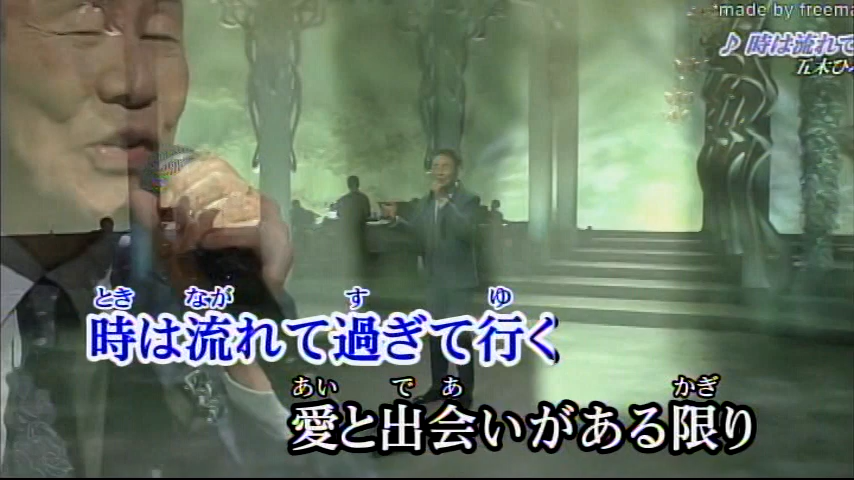 made by freema
♪時は流れて
五木ひ
とき なが す ゆ
時は流れて過ぎて行く
あい で あ かぎ
愛と出会いがある限り